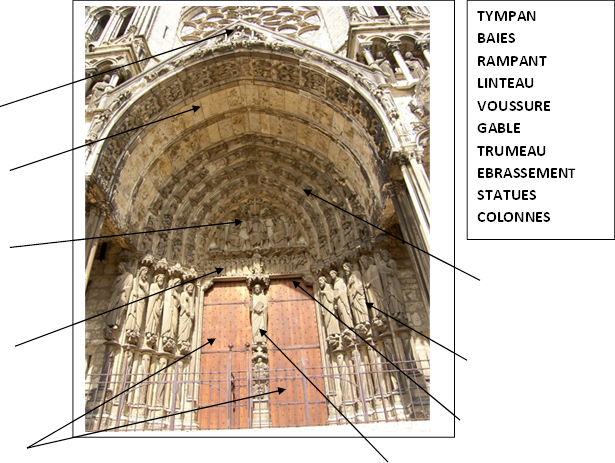 TYMPAN
BAIES
RAMPANT
LINTEAU
VOUSSURE
GABLE
TRUMEAU
EBRASSEMENT
STATUES
COLONNES